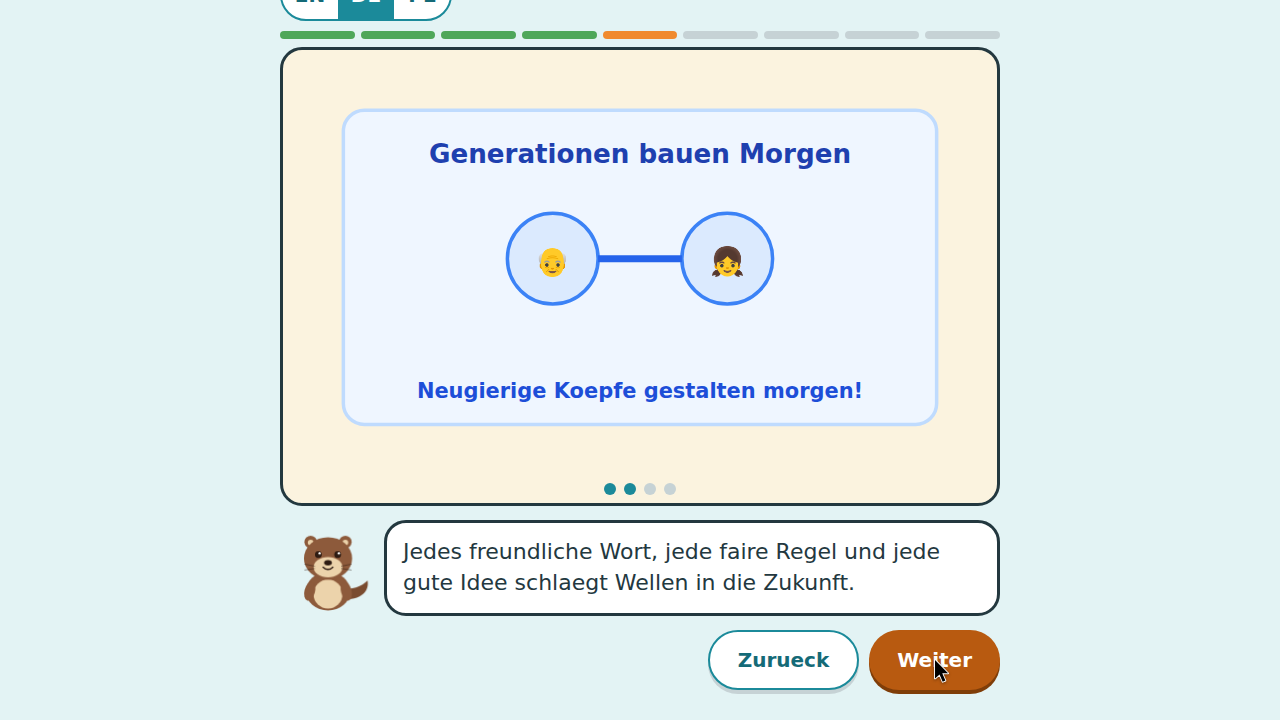 Generationen bauen Morgen
Neugierige Koepfe gestalten morgen!
Jedes freundliche Wort, jede faire Regel und jede
gute Idee schlaegt Wellen in die Zukunft.
Zurueck
Weiter